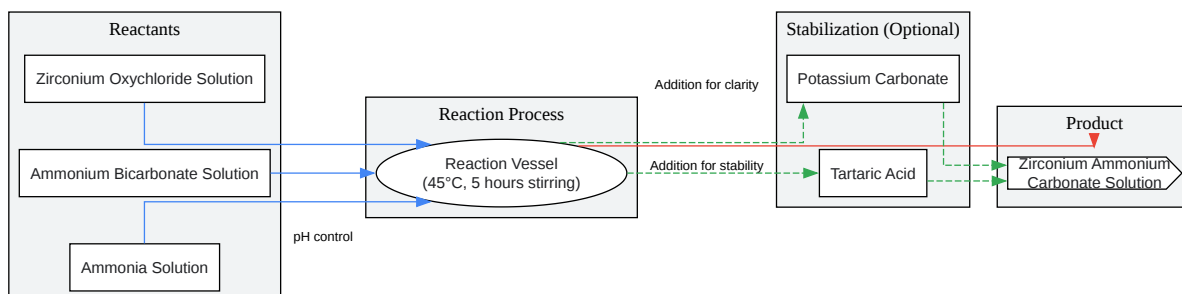 Reactants
Zirconium Oxychloride Solution
Ammonium Bicarbonate Solution
Ammonia Solution
pH control
Reaction Process
Reaction Vessel
(45°C, 5 hours stirring)
Addition for clarity
Addition for stability
Stabilization (Optional)
Potassium Carbonate
Tartaric Acid
Product
Zirconium Ammonium
Carbonate Solution